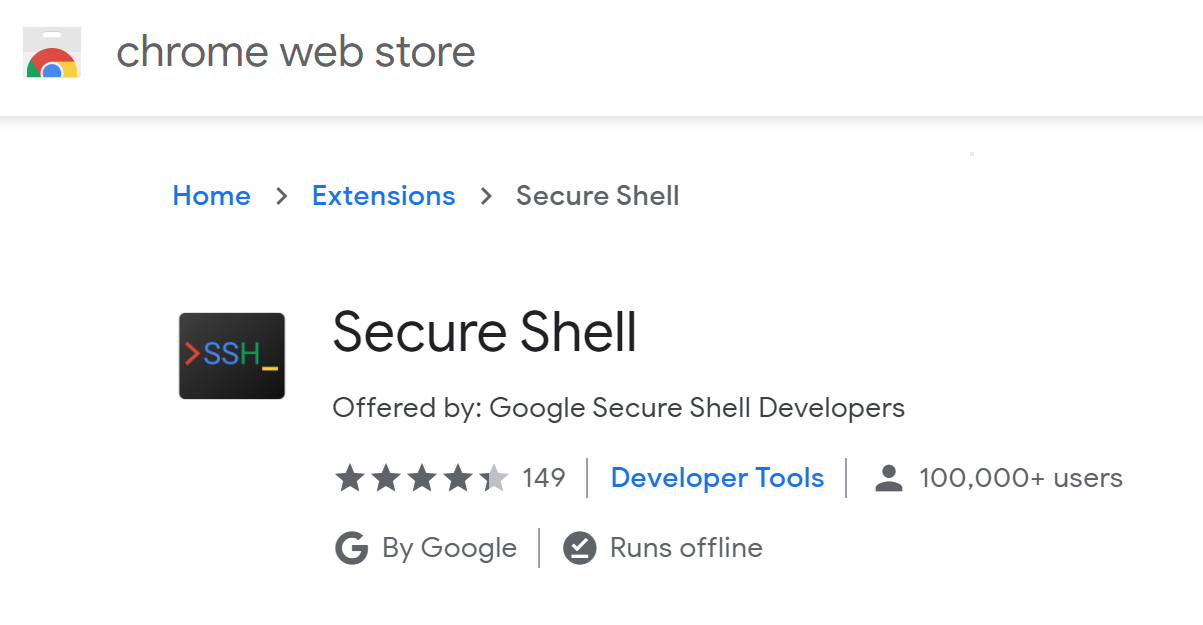 chrome web store
Home > Extensions > Secure Shell
>SSH_
Secure Shell
Offered by: Google Secure Shell Developers
149 Developer Tools 100,000+ users
By Google Runs offline